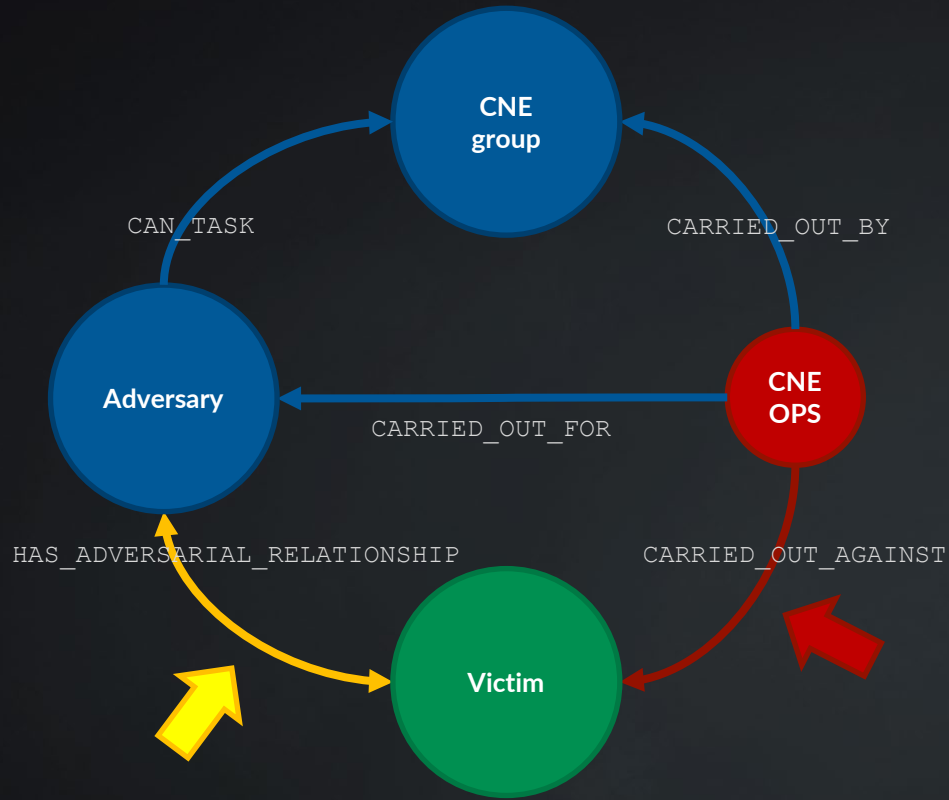 CNE
group
CAN_TASK
CARRIED_OUT_BY
CNE
OPS
Adversary
CARRIED_OUT_FOR
HAS_ADVERSARIAL_RELATIONSHIP
CARRIED_OUT_AGAINST
Victim